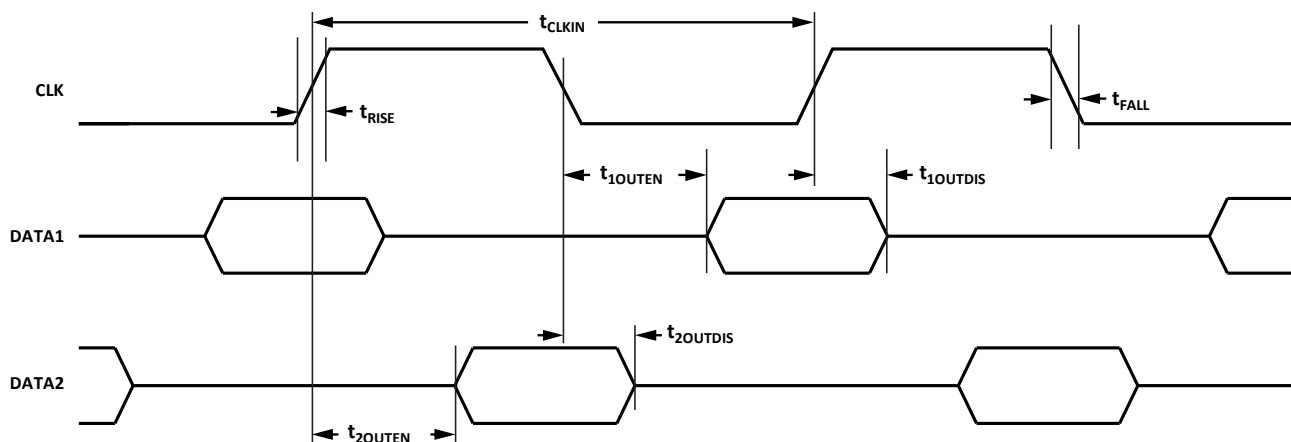 tCLKIN
CLK
tRISE
tFALL
t1OUTEN
t1OUTDIS
DATA1
t2OUTDIS
DATA2
t2OUTEN